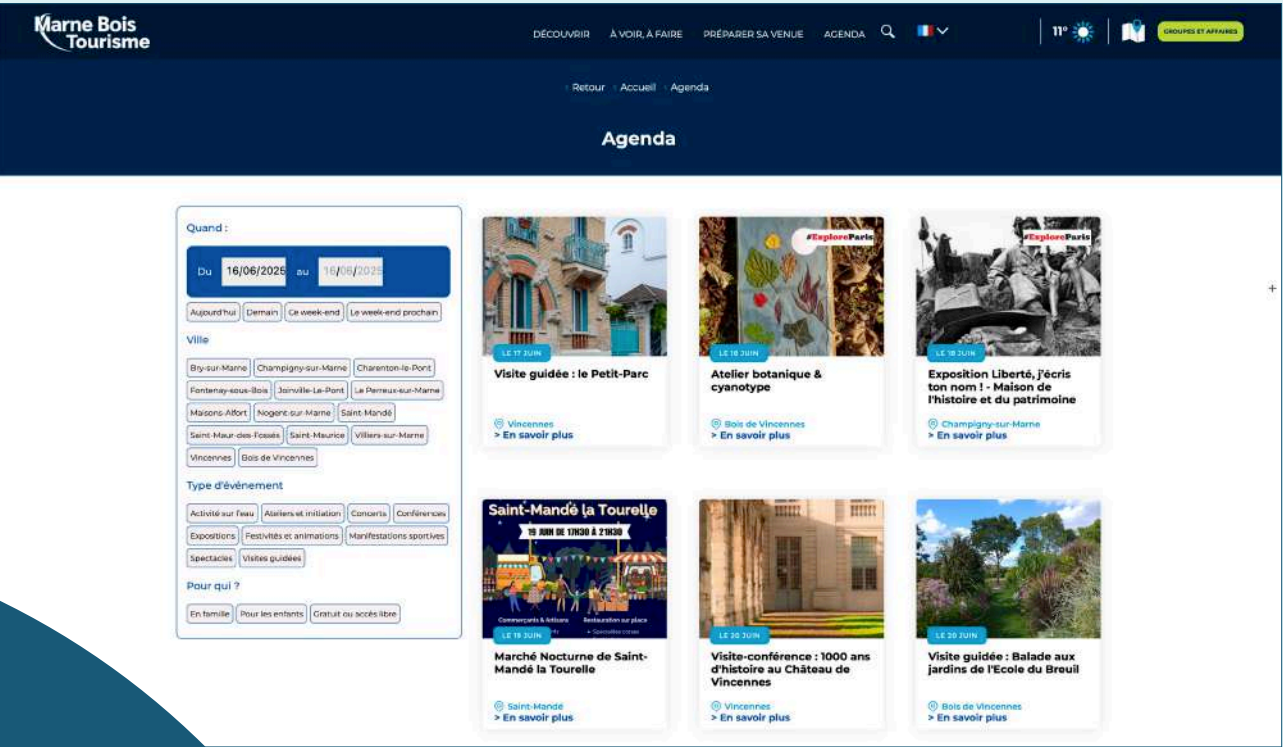 Marne Bois
Tourisme
DÉCOUVRIR À VOIR, À FAIRE PRÉPARER SA VENUE AGENDA
11°
GROUPES ET AFFAIRES
Retour Accueil Agenda
Agenda
Quand :
Du 16/06/2025 au 16/06/2025
Aujourd'hui Demain Ce week-end Le week-end prochain
Ville
Bry-sur-Marne Champigny-sur-Marne Charenton-le-Pont
Fontenay-sous-Bois Joinville-Le-Pont Le Perreux-sur-Marne
Maisons-Alfort Nogent-sur-Marne Saint-Mandé
Saint-Maur-des-Fossés Saint-Maurice Villiers-sur-Marne
Vincennes Bois de Vincennes
Type d'événement
Activité sur l'eau Ateliers et initiation Concerts Conférences
Expositions Festivités et animations Manifestations sportives
Spectacles Visites guidées
Pour qui ?
En famille Pour les enfants Gratuit ou accès libre
LE 17 JUIN
Visite guidée : le Petit-Parc
Vincennes
> En savoir plus
#ExploreParis
LE 18 JUIN
Atelier botanique &
cyanotype
Bois de Vincennes
> En savoir plus
#ExploreParis
LE 18 JUIN
Exposition Liberté, j'écris
ton nom ! - Maison de
l'histoire et du patrimoine
Champigny-sur-Marne
> En savoir plus
Saint-Mandé la Tourelle
19 JUIN DE 17H30 À 21H30
Commerçants & Artisans Restauration sur place
LE 19 JUIN
Marché Nocturne de Saint-
Mandé la Tourelle
Saint-Mandé
> En savoir plus
LE 20 JUIN
Visite-conférence : 1000 ans
d'histoire au Château de
Vincennes
Vincennes
> En savoir plus
LE 20 JUIN
Visite guidée : Balade aux
jardins de l'Ecole du Breuil
Bois de Vincennes
> En savoir plus